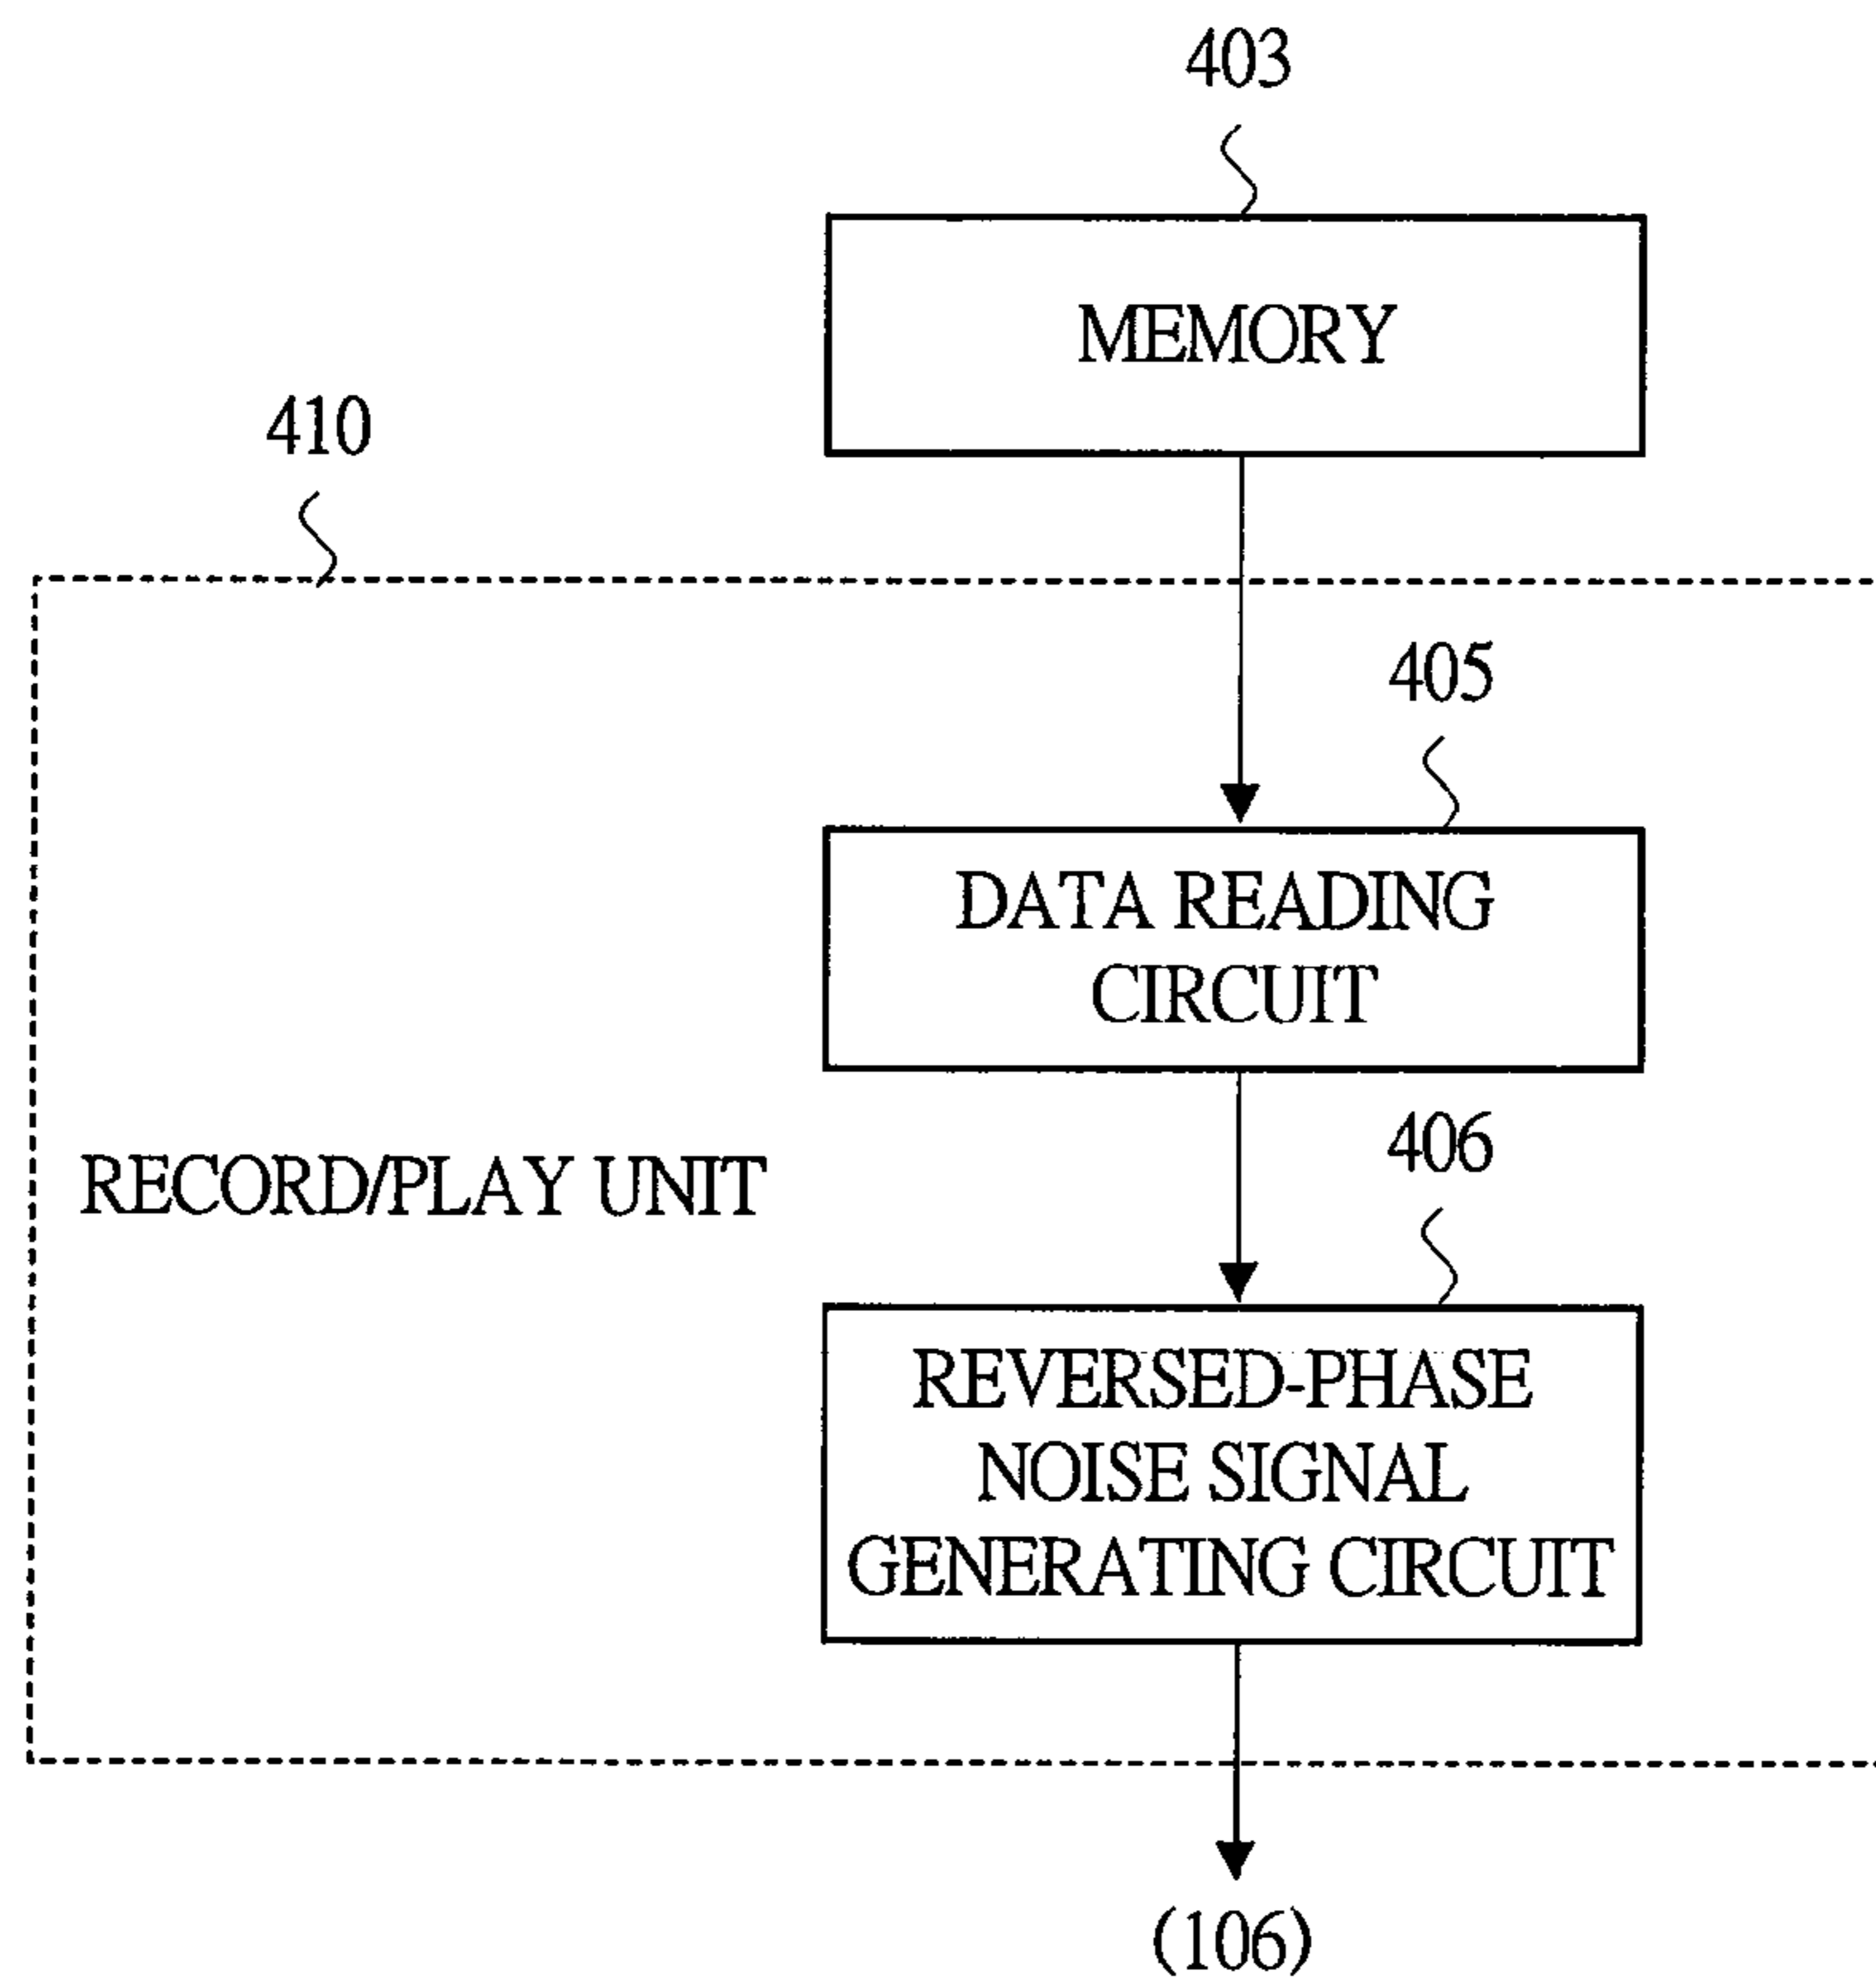 403
MEMORY
410
405
DATA READING
CIRCUIT
406
RECORD/PLAY UNIT
REVERSED-PHASE
NOISE SIGNAL
GENERATING CIRCUIT
(106)